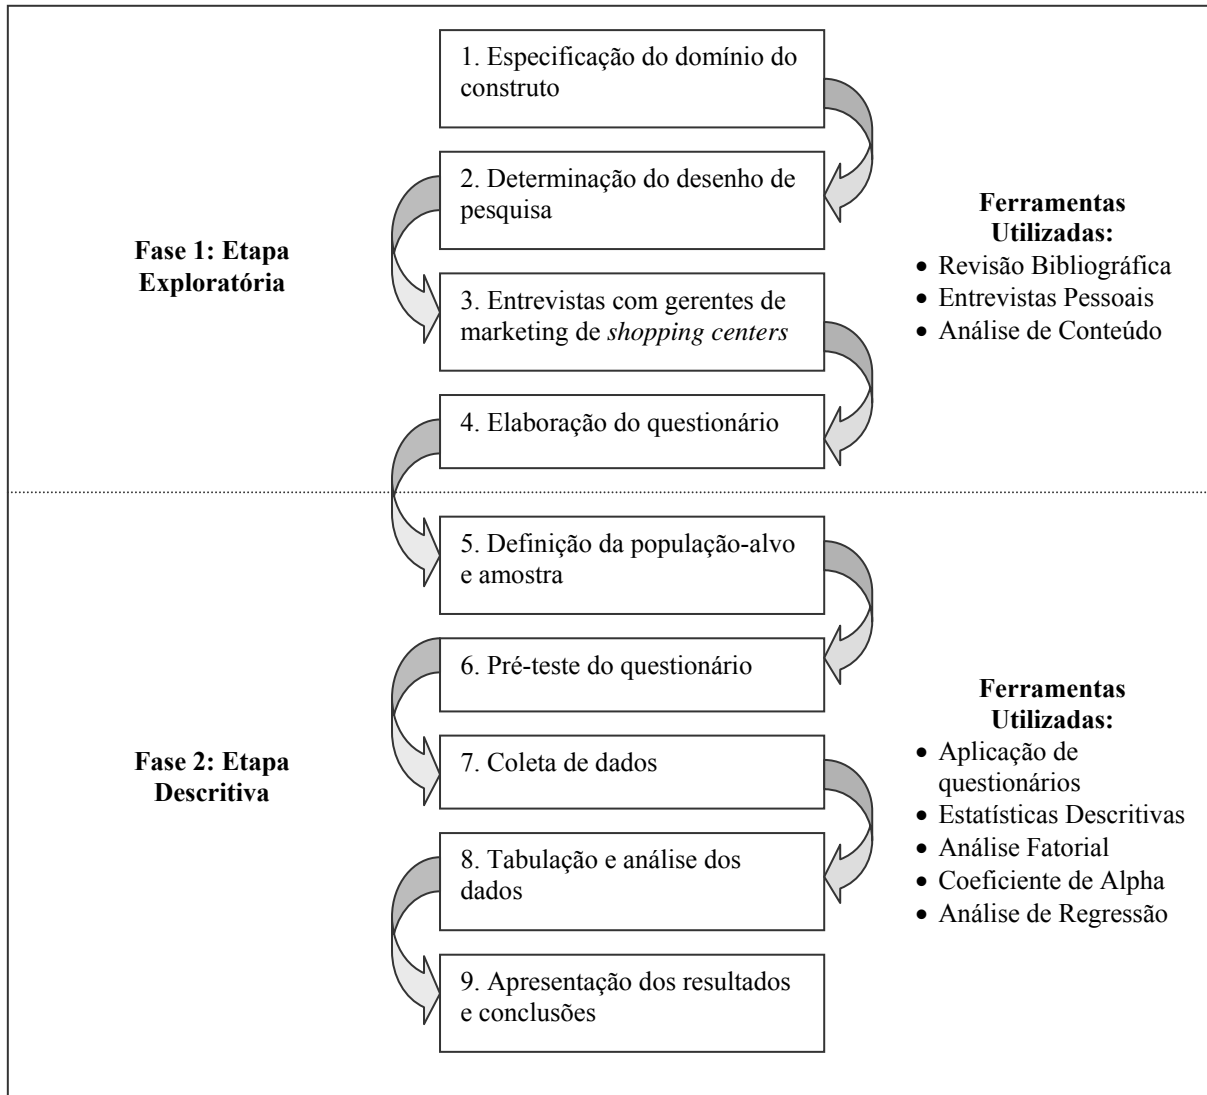 1. Especificação do domínio do
construto
2. Determinação do desenho de
pesquisa
Fase 1: Etapa
Exploratória
3. Entrevistas com gerentes de
marketing de shopping centers
4. Elaboração do questionário
Ferramentas
Utilizadas:
• Revisão Bibliográfica
• Entrevistas Pessoais
• Análise de Conteúdo
5. Definição da população-alvo
e amostra
6. Pré-teste do questionário
Fase 2: Etapa
Descritiva
7. Coleta de dados
8. Tabulação e análise dos
dados
9. Apresentação dos resultados
e conclusões
Ferramentas
Utilizadas:
• Aplicação de
questionários
• Estatísticas Descritivas
• Análise Fatorial
• Coeficiente de Alpha
• Análise de Regressão